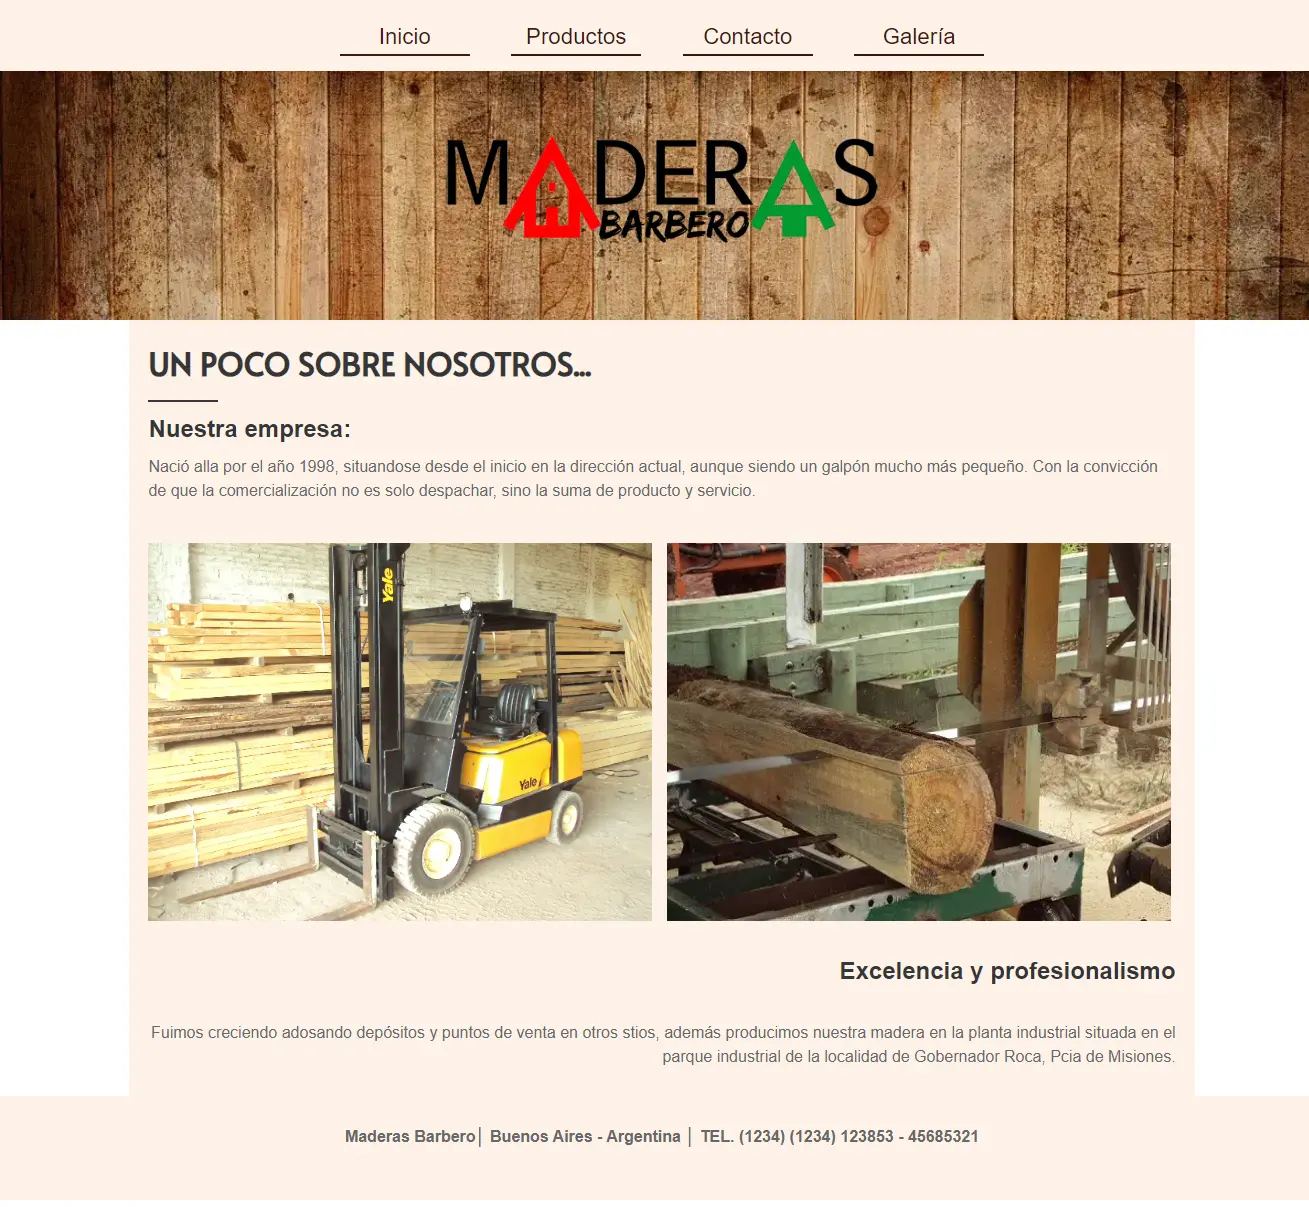 Inicio
Productos
Contacto
Galería
MADERAS
BARBERO
UN POCO SOBRE NOSOTROS...
Nuestra empresa:
Nació alla por el año 1998, situandose desde el inicio en la dirección actual, aunque siendo un galpón mucho más pequeño. Con la convicción
de que la comercialización no es solo despachar, sino la suma de producto y servicio.
Yale
Yale
Excelencia y profesionalismo
Fuimos creciendo adosando depósitos y puntos de venta en otros stios, además producimos nuestra madera en la planta industrial situada en el
parque industrial de la localidad de Gobernador Roca, Pcia de Misiones.
Maderas Barbero│ Buenos Aires - Argentina │ TEL. (1234) (1234) 123853 - 45685321